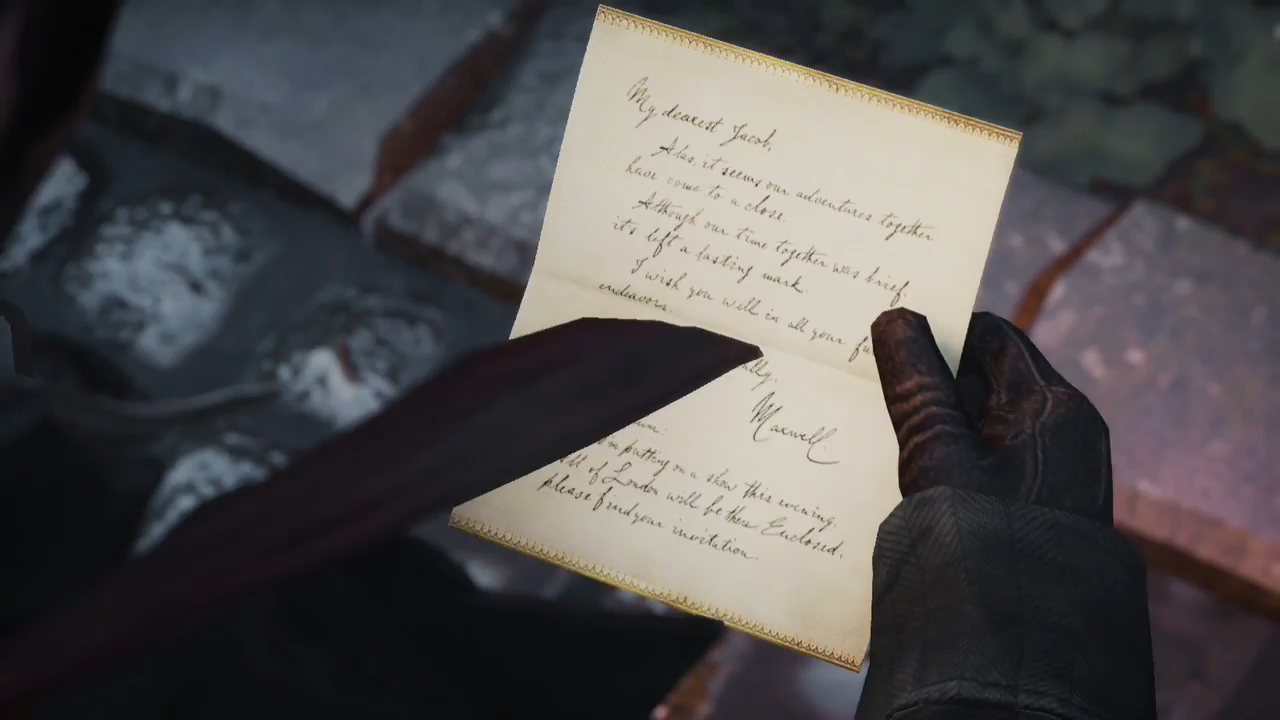 My dearest Jacob,
Alas, it seems our adventures together
have come to a close.
Although our time together was brief,
it's left a lasting mark.
I wish you well in all your
endeavors.
Maxwell
I'm putting on a show this evening.
All of London will be there. Enclosed,
please find your invitation.